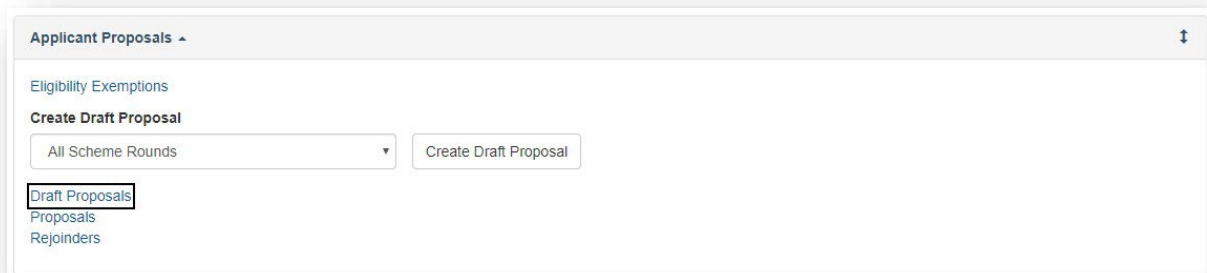 Applicant Proposals
Eligibility Exemptions
Create Draft Proposal
All Scheme Rounds
Create Draft Proposal
Draft Proposals
Proposals
Rejoinders